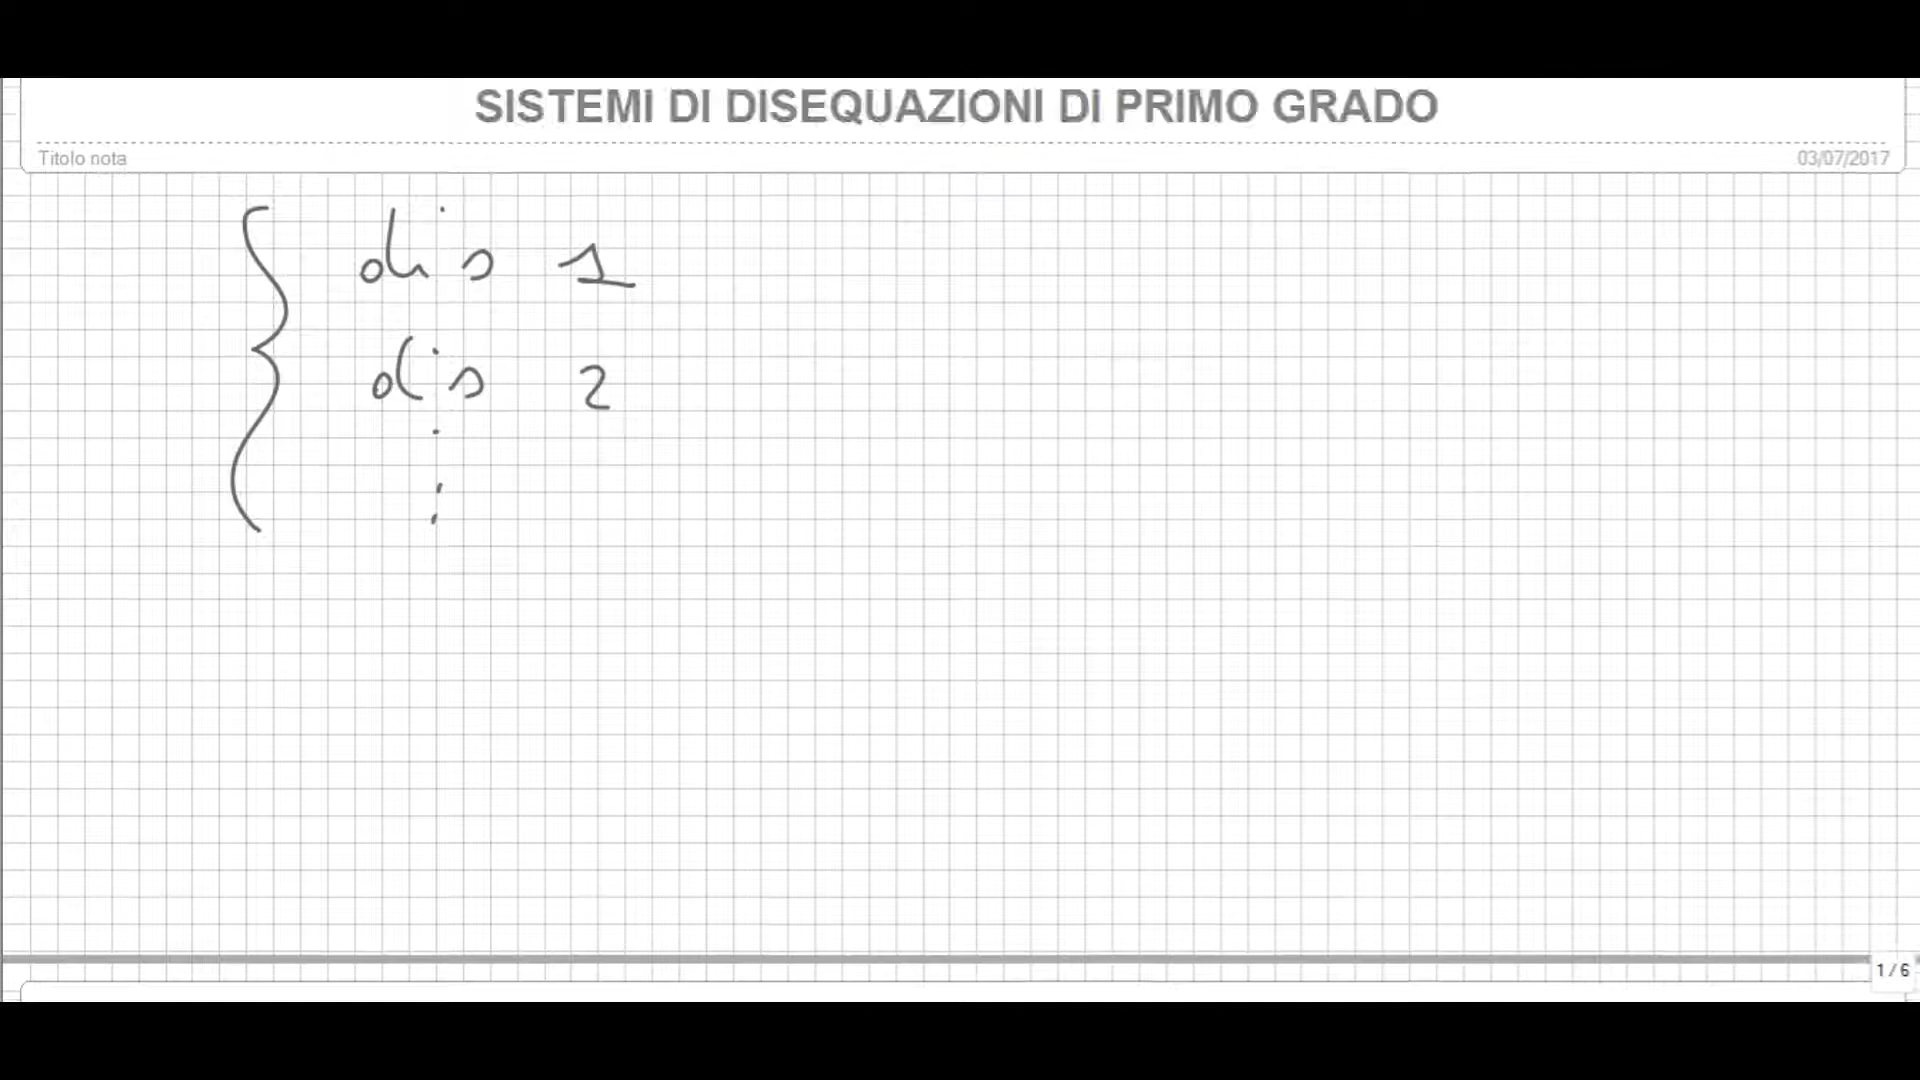 SISTEMI DI DISEQUAZIONI DI PRIMO GRADO
Titolo nota
03/07/2017
dis 1
dis 2
1 / 6